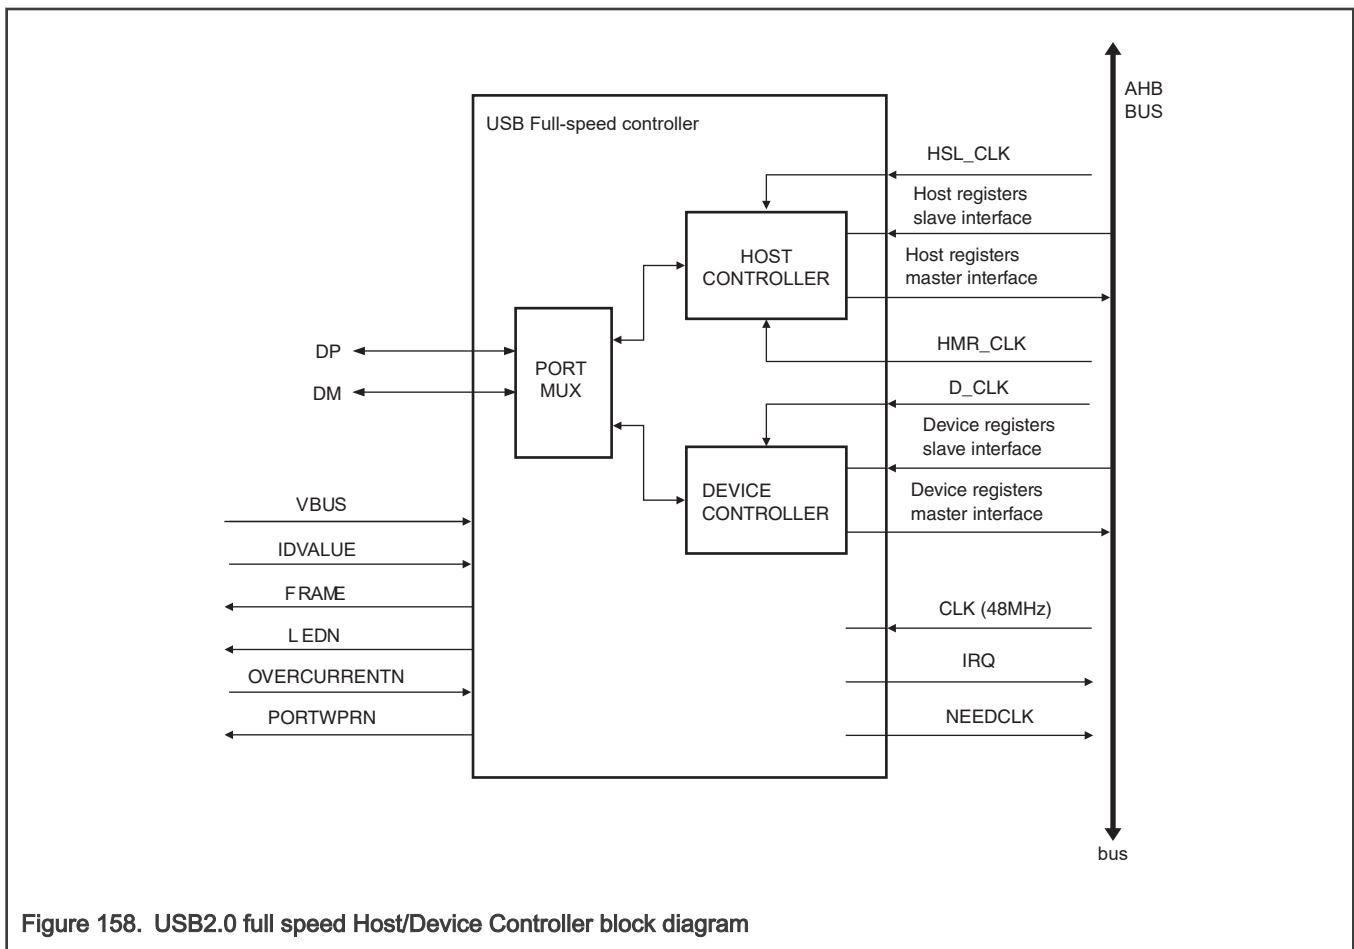 AHB
BUS
USB Full-speed controller
HSL_CLK
Host registers
slave interface
HOST
CONTROLLER
Host registers
master interface
HMR_CLK
DP
DM
PORT
MUX
D_CLK
Device registers
slave interface
DEVICE
CONTROLLER
Device registers
master interface
VBUS
IDVALUE
FRAME
LEDN
OVERCURRENTN
PORTWPRN
CLK (48MHz)
IRQ
NEEDCLK
bus
Figure 158. USB2.0 full speed Host/Device Controller block diagram